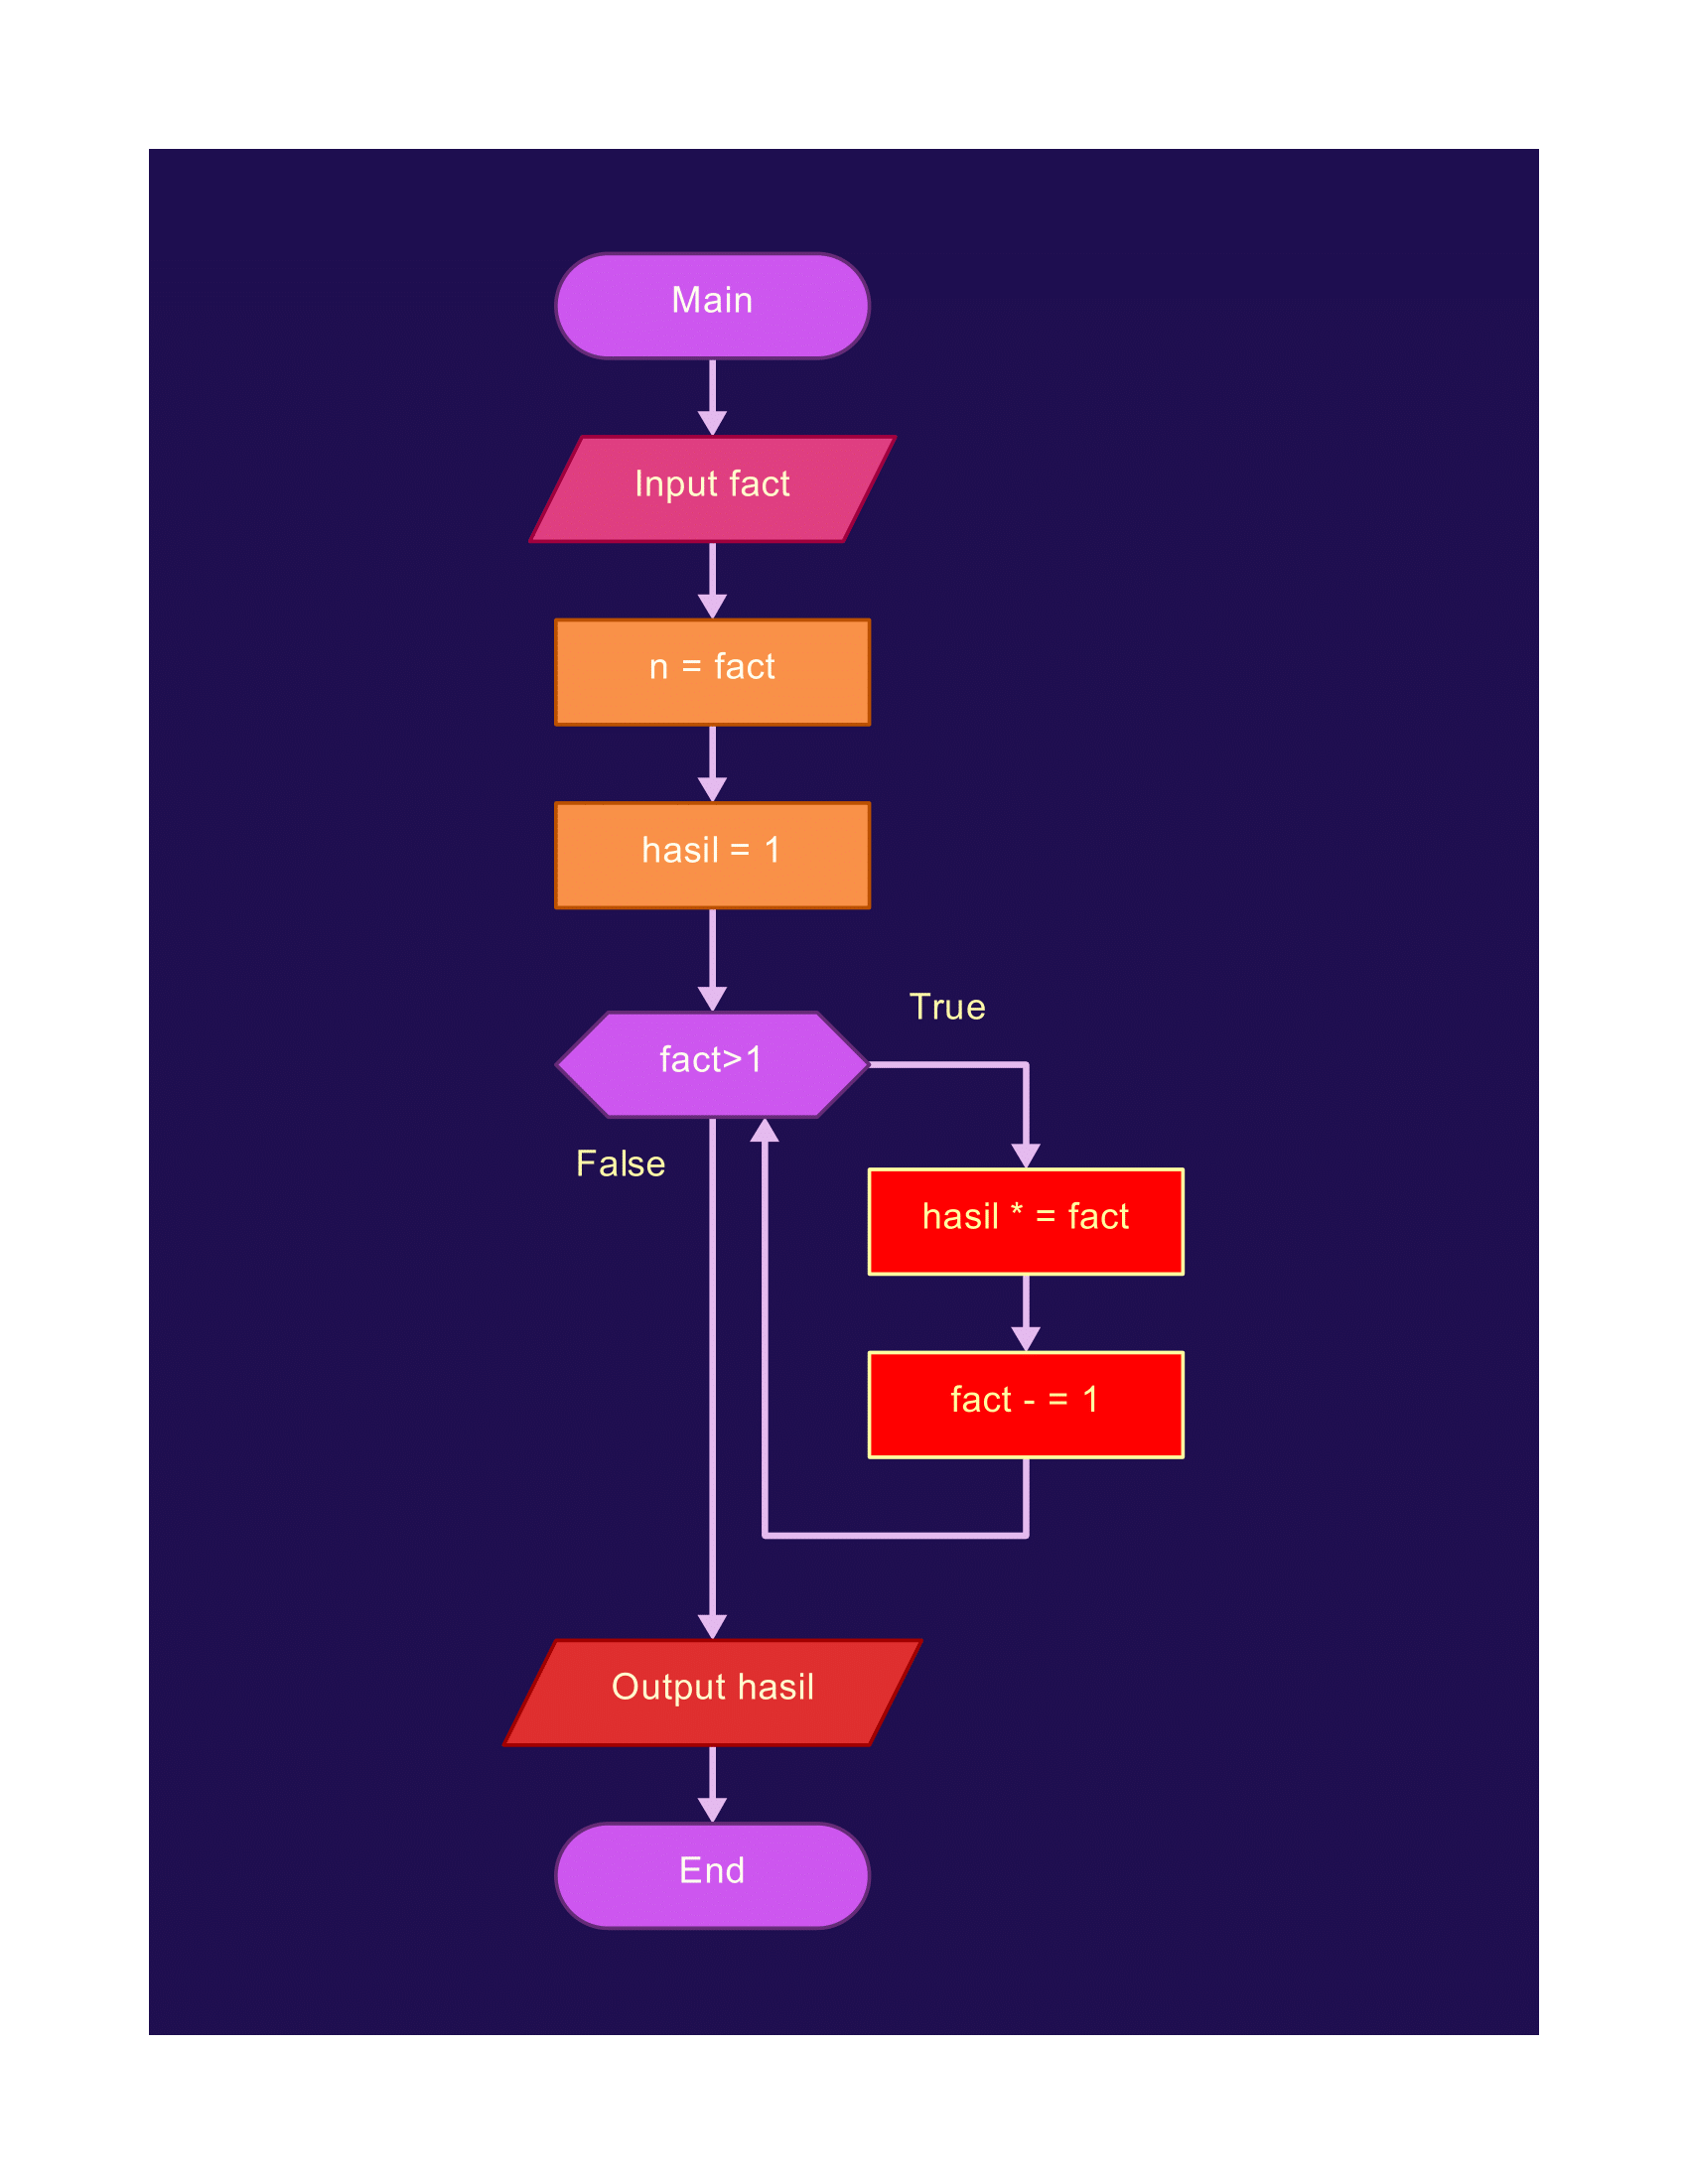 Main
Input fact
n = fact
hasil = 1
fact>1
True
False
hasil * = fact
fact - = 1
Output hasil
End